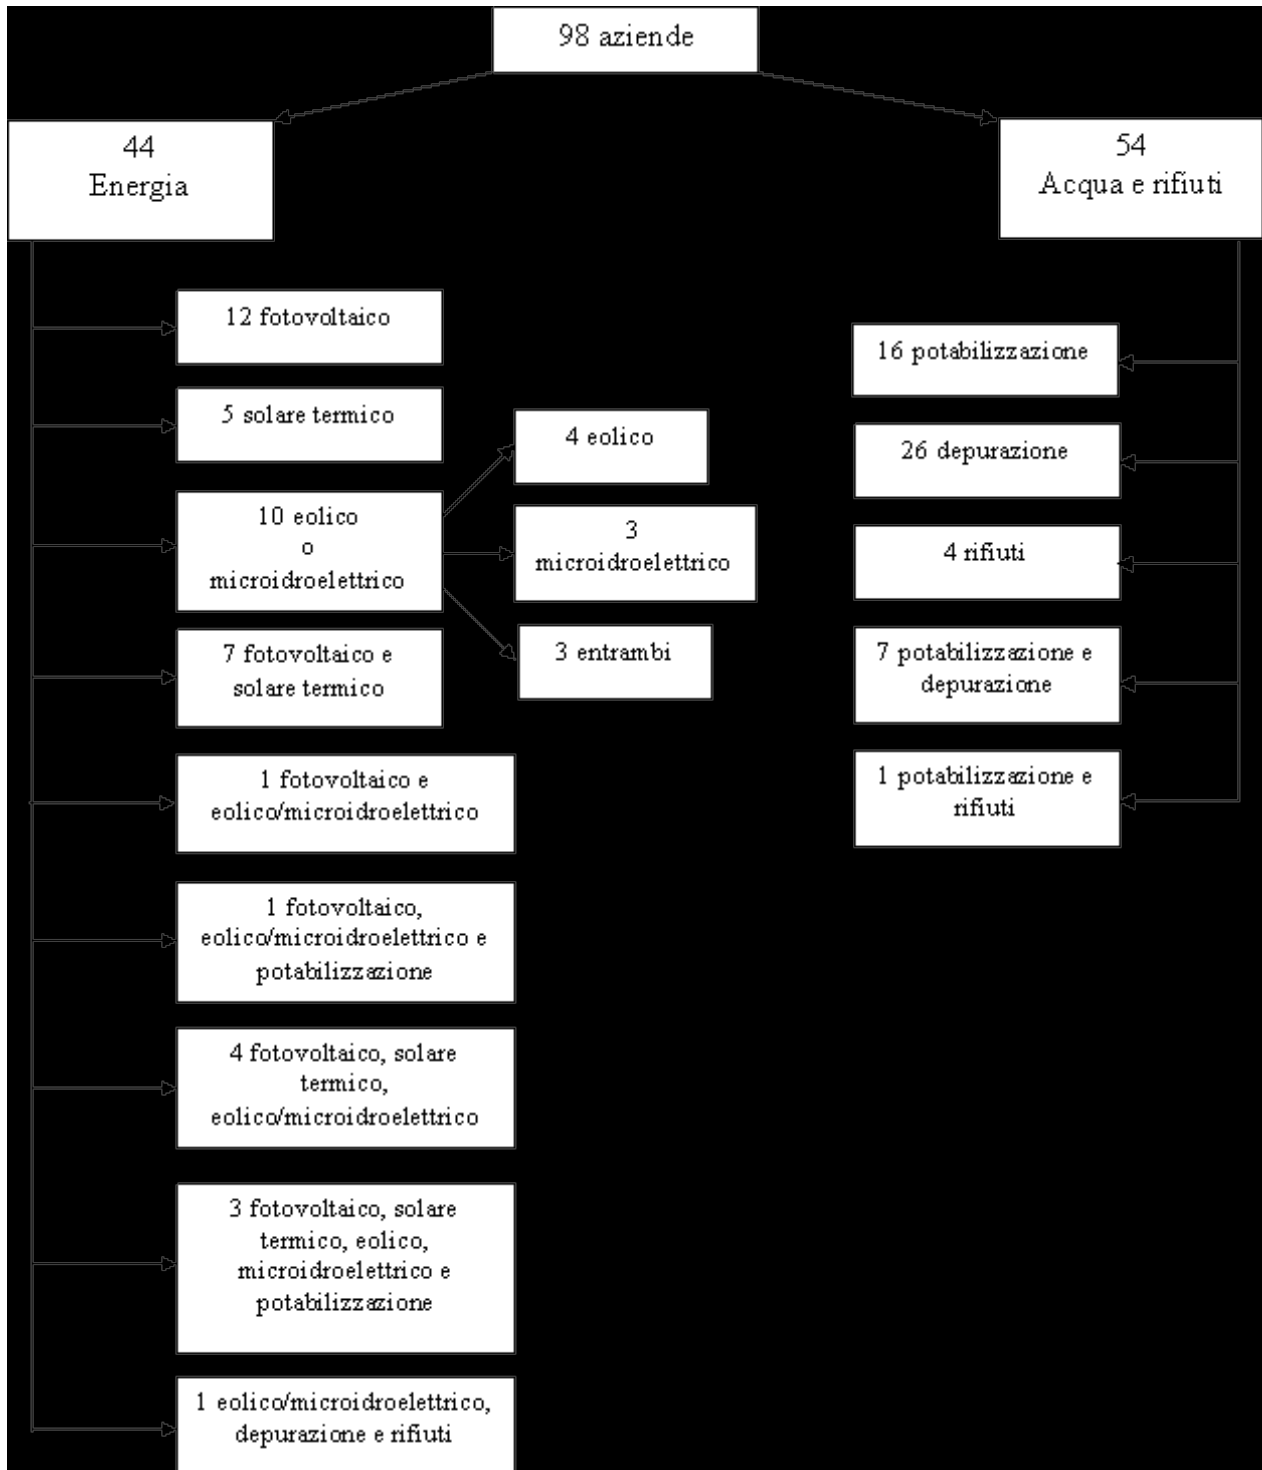 98 aziende
44
Energia
54
Acqua e rifiuti
12 fotovoltaico
5 solare termico
10 eolico
o
microidroelettrico
4 eolico
3
microidroelettrico
3 entrambi
7 fotovoltaico e
solare termico
1 fotovoltaico e
eolico/microidroelettrico
1 fotovoltaico,
eolico/microidroelettrico e
potabilizzazione
4 fotovoltaico, solare
termico,
eolico/microidroelettrico
3 fotovoltaico, solare
termico, eolico,
microidroelettrico e
potabilizzazione
1 eolico/microidroelettrico,
depurazione e rifiuti
16 potabilizzazione
26 depurazione
4 rifiuti
7 potabilizzazione e
depurazione
1 potabilizzazione e
rifiuti